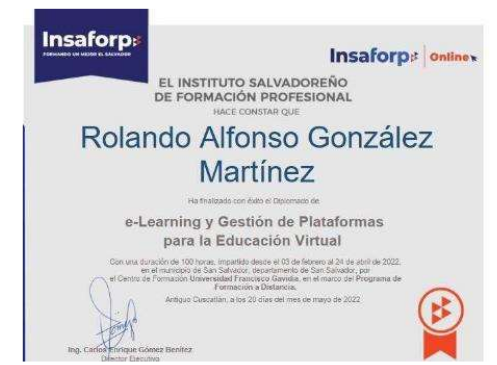 Insaforp
FORMANDO UN MEJOR EL SALVADOR
Insaforp Online
EL INSTITUTO SALVADOREÑO
DE FORMACIÓN PROFESIONAL
HACE CONSTAR QUE
Rolando Alfonso González
Martínez
Ha finalizado con éxito el Diplomado de
e-Learning y Gestión de Plataformas
para la Educación Virtual
Con una duración de 100 horas, impartido desde el 03 de febrero al 24 de abril de 2022,
en el municipio de San Salvador, departamento de San Salvador, por
el Centro de Formación Universidad Francisco Gavidia, en el marco del Programa de
Formación a Distancia.
Antiguo Cuscatlán, a los 20 días del mes de mayo de 2022
Ing. Carlos Enrique Gómez Benítez
Director Ejecutivo